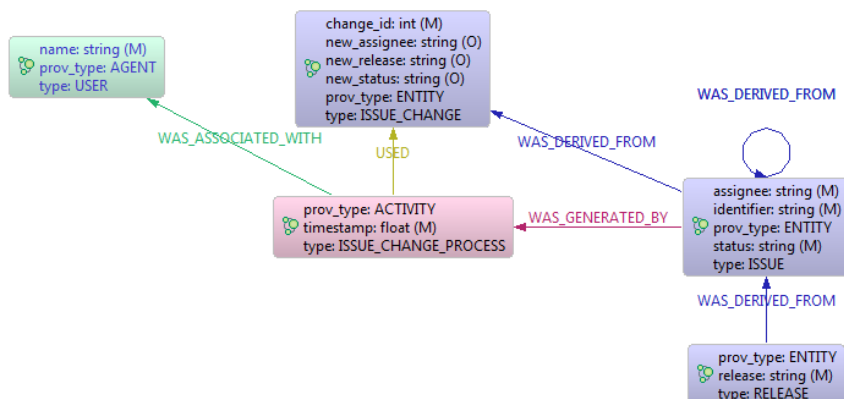 change_id: int (M)
new_assignee: string (O)
new_release: string (O)
new_status: string (O)
prov_type: ENTITY
type: ISSUE_CHANGE
name: string (M)
prov_type: AGENT
type: USER
WAS_DERIVED_FROM
WAS_ASSOCIATED_WITH
USED
WAS_DERIVED_FROM
prov_type: ACTIVITY
timestamp: float (M)
type: ISSUE_CHANGE_PROCESS
WAS_GENERATED_BY
assignee: string (M)
identifier: string (M)
prov_type: ENTITY
status: string (M)
type: ISSUE
WAS_DERIVED_FROM
prov_type: ENTITY
release: string (M)
type: RELEASE